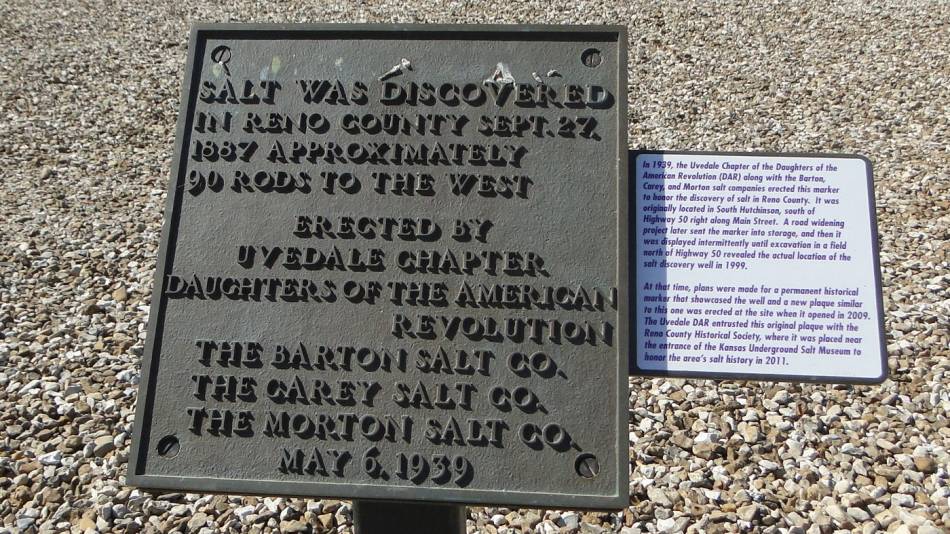 SALT WAS DISCOVERED
IN RENO COUNTY SEPT. 27,
1887 APPROXIMATELY
90 RODS TO THE WEST
ERECTED BY
UVEDALE CHAPTER
DAUGHTERS OF THE AMERICAN
REVOLUTION
THE BARTON SALT CO.
THE CAREY SALT CO.
THE MORTON SALT CO.
MAY 6, 1939
In 1939, the Uvedale Chapter of the Daughters of the
American Revolution (DAR) along with the Barton,
Carey, and Morton salt companies erected this marker
to honor the discovery of salt in Reno County. It was
originally located in South Hutchinson, south of
Highway 50 right along Main Street. A road widening
project later sent the marker into storage, and then it
was displayed intermittently until excavation in a field
north of Highway 50 revealed the actual location of the
salt discovery well in 1999.
At that time, plans were made for a permanent historical
marker that showcased the well and a new plaque similar
to this one was erected at the site when it opened in 2009.
The Uvedale DAR entrusted this original plaque with the
Reno County Historical Society, where it was placed near
the entrance of the Kansas Underground Salt Museum to
honor the area's salt history in 2011.